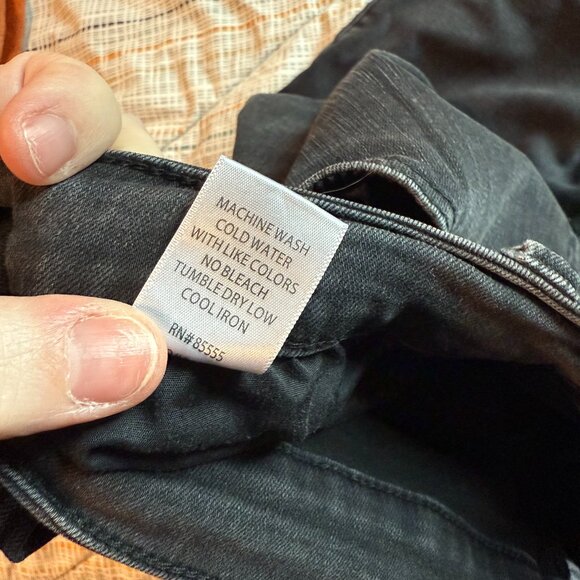 MACHINE WASH
COLD WATER
WITH LIKE COLORS
NO BLEACH
TUMBLE DRY LOW
COOL IRON
RN# 85555